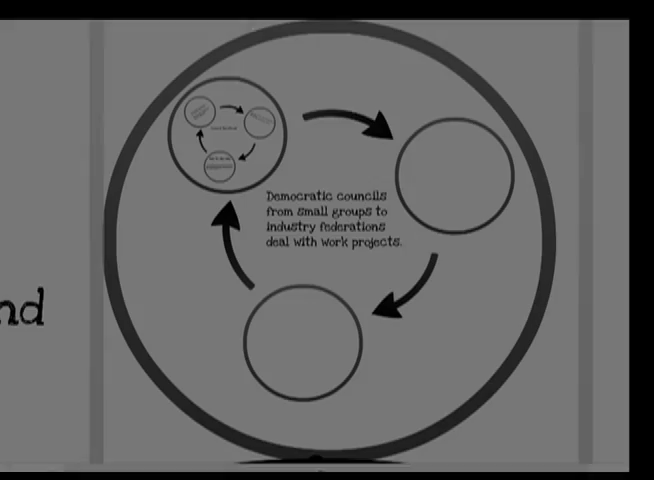 nd
Democratic councils
from small groups to
industry federations
deal with work projects.